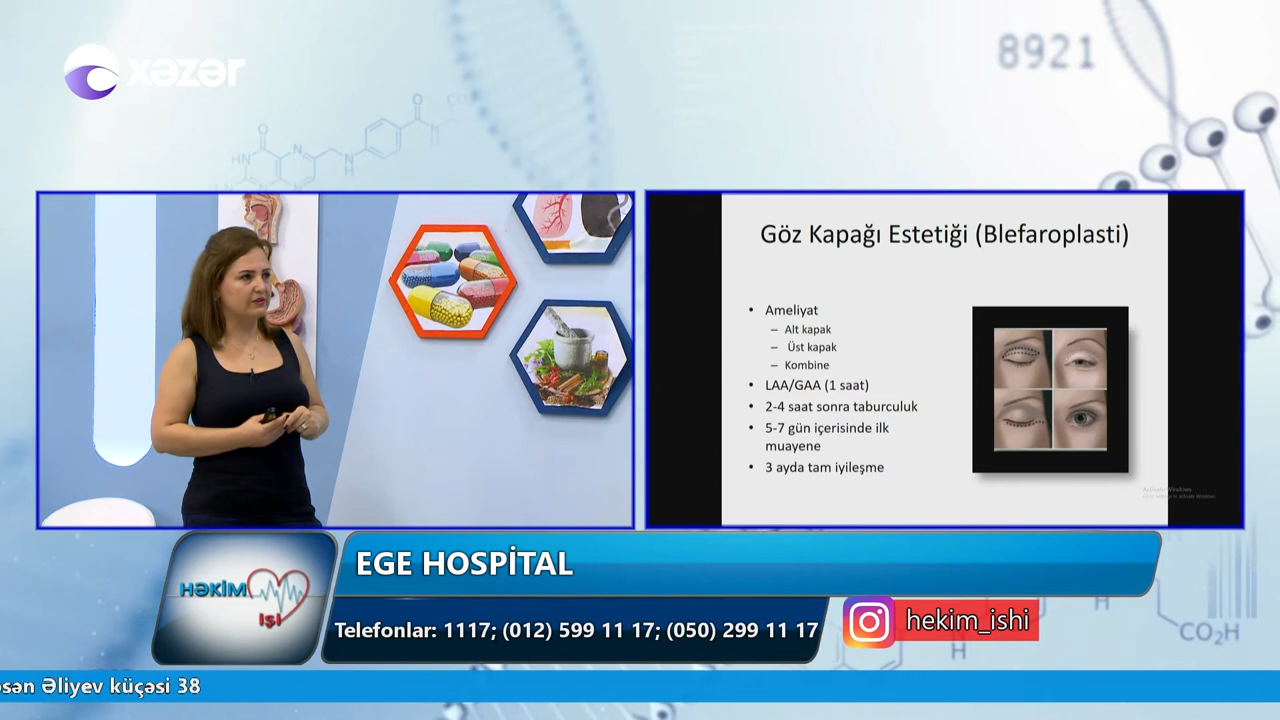 xəzər
8921
Göz Kapağı Estetiği (Blefaroplasti)
• Ameliyat
– Alt kapak
– Üst kapak
– Kombine
• LAA/GAA (1 saat)
• 2-4 saat sonra taburculuk
• 5-7 gün içerisinde ilk
muayene
• 3 ayda tam iyileşme
Activate Windows
HƏKİM
İŞİ
EGE HOSPİTAL
Telefonlar: 1117; (012) 599 11 17; (050) 299 11 17
hekim_ishi
CO₂H
H
H
HN
N
NH
N
H
əsən Əliyev küçəsi 38